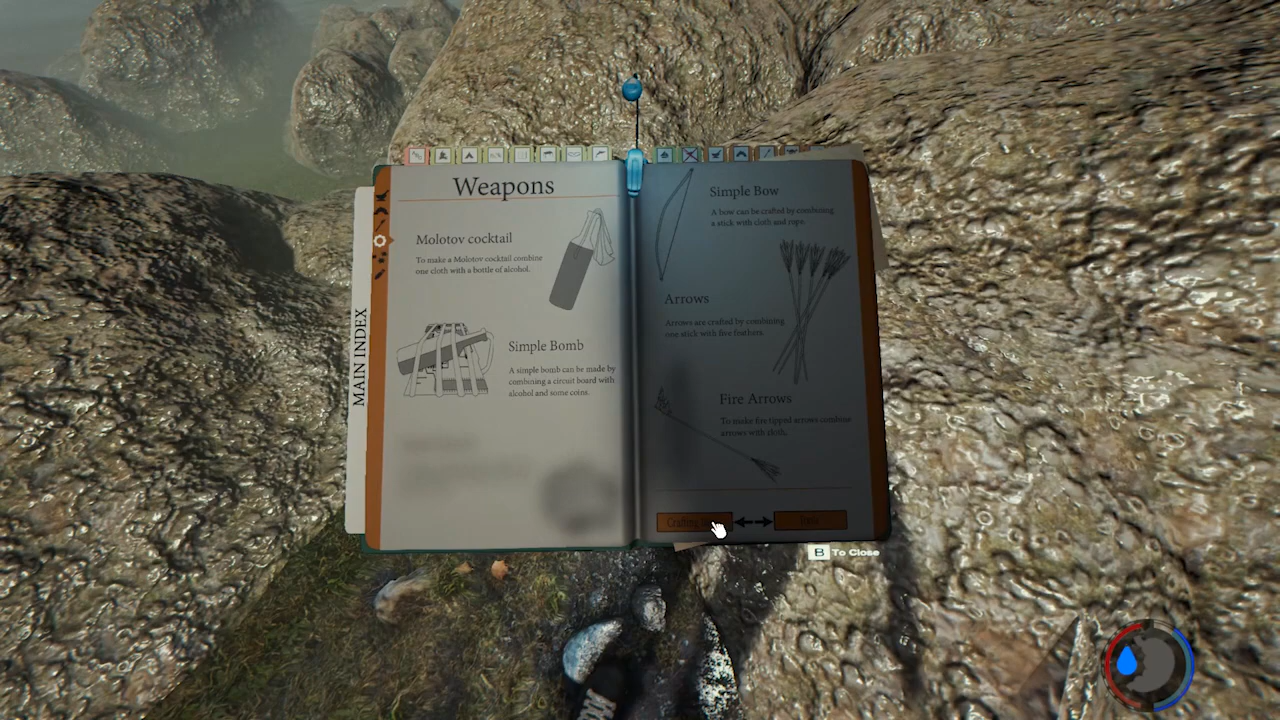 Weapons
Molotov cocktail
To make a Molotov cocktail combine
one cloth with a bottle of alcohol.
Simple Bomb
A simple bomb can be made by
combining a circuit board with
alcohol and some coins.
MAIN INDEX
Simple Bow
A bow can be crafted by combining
a stick with cloth and rope.
Arrows
Arrows are crafted by combining
one stick with five feathers.
Fire Arrows
To make fire tipped arrows combine
arrows with cloth.
Crafting
B To Close